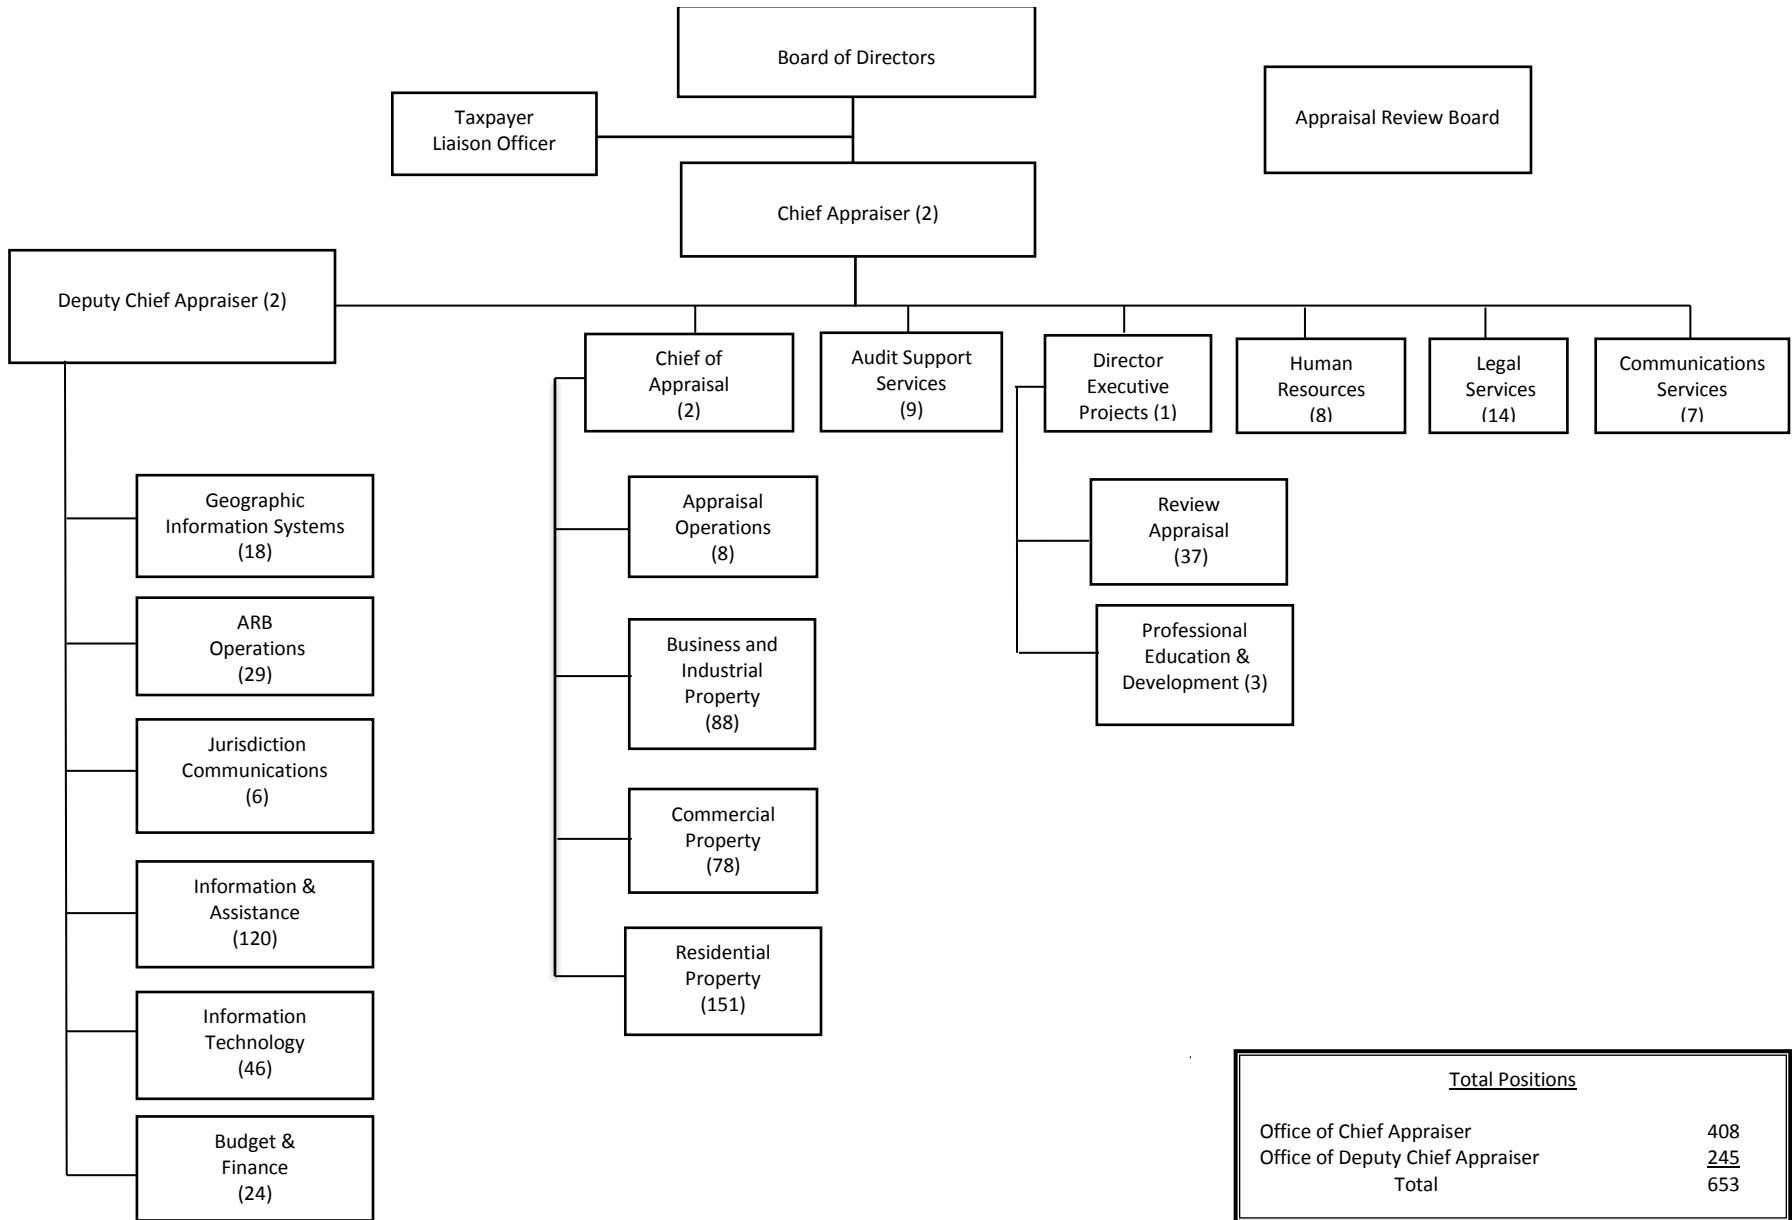 Board of Directors
Taxpayer
Liaison Officer
Appraisal Review Board
Chief Appraiser (2)
Deputy Chief Appraiser (2)
Chief of
Appraisal
(2)
Audit Support
Services
(9)
Director
Executive
Projects (1)
Human
Resources
(8)
Legal
Services
(14)
Communications
Services
(7)
Geographic
Information Systems
(18)
ARB
Operations
(29)
Jurisdiction
Communications
(6)
Information &
Assistance
(120)
Information
Technology
(46)
Budget &
Finance
(24)
Appraisal
Operations
(8)
Business and
Industrial
Property
(88)
Commercial
Property
(78)
Residential
Property
(151)
Review
Appraisal
(37)
Professional
Education &
Development (3)
Total Positions
Office of Chief Appraiser 408
Office of Deputy Chief Appraiser 245
Total 653